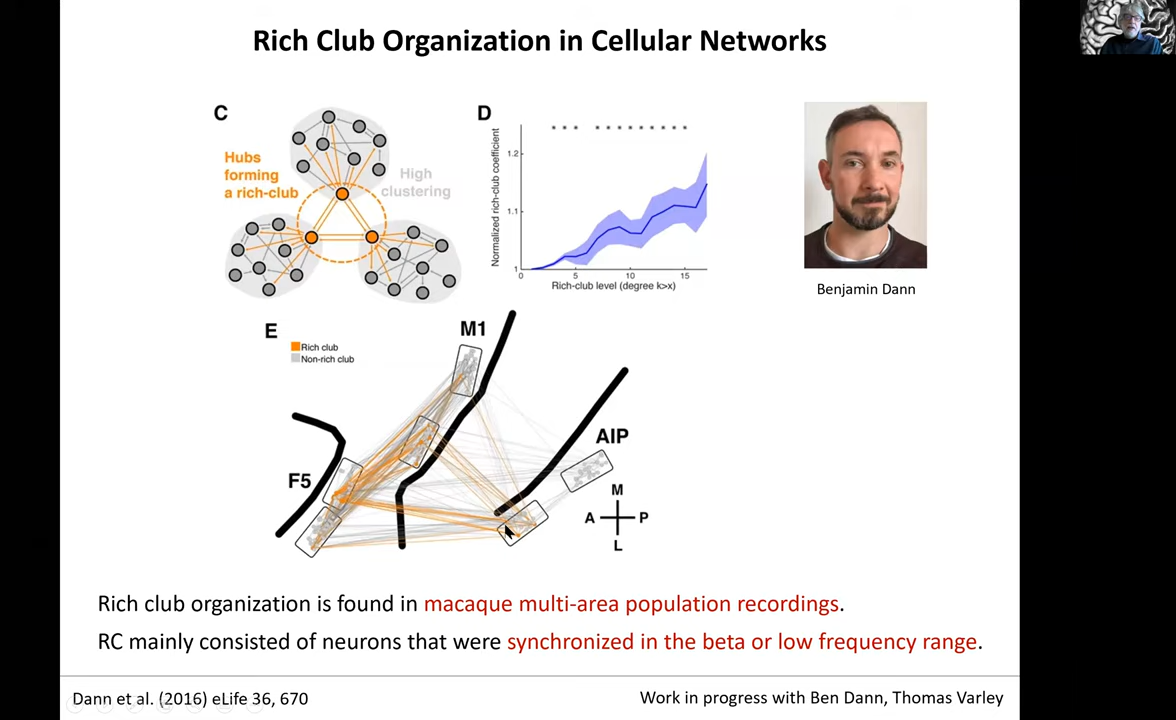 Rich Club Organization in Cellular Networks
C
Hubs
forming
a rich-club
High
clustering
D
* * * * * * * * * * * *
Normalized rich-club coefficient
1.2
1.1
1
0 5 10 15
Rich-club level (degree k>x)
Benjamin Dann
E
Rich club
Non-rich club
M1
F5
AIP
M
A P
L
Rich club organization is found in macaque multi-area population recordings.
RC mainly consisted of neurons that were synchronized in the beta or low frequency range.
Dann et al. (2016) eLife 36, 670
Work in progress with Ben Dann, Thomas Varley